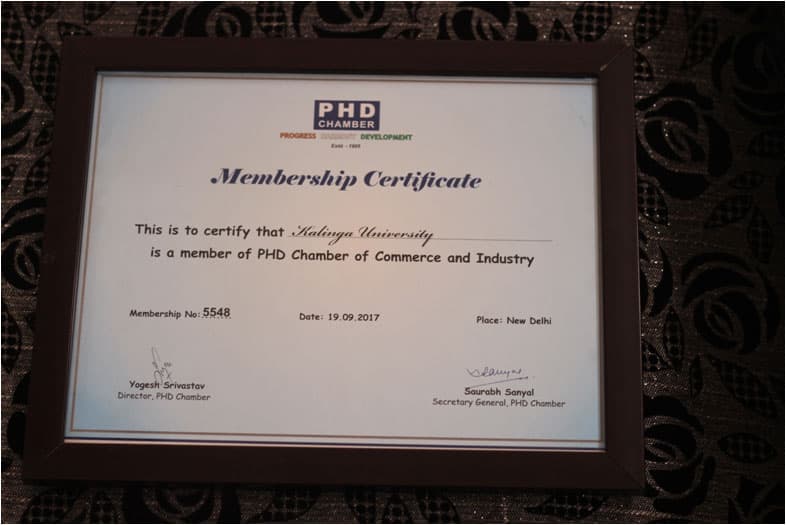 PHD
CHAMBER
PROGRESS HARMONY DEVELOPMENT
Estd - 1905
Membership Certificate
This is to certify that Kalinga University
is a member of PHD Chamber of Commerce and Industry
Membership No: 5548
Date: 19.09.2017
Place: New Delhi
Yogesh Srivastav
Director, PHD Chamber
Saurabh Sanyal
Secretary General, PHD Chamber